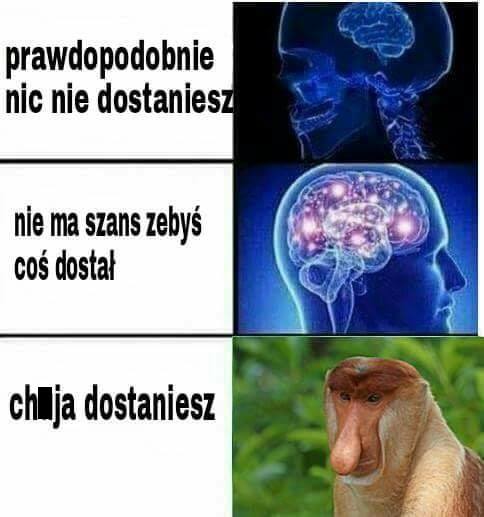 prawdopodobnie
nic nie dostaniesz
nie ma szans zebyś
coś dostał
ch█ja dostaniesz